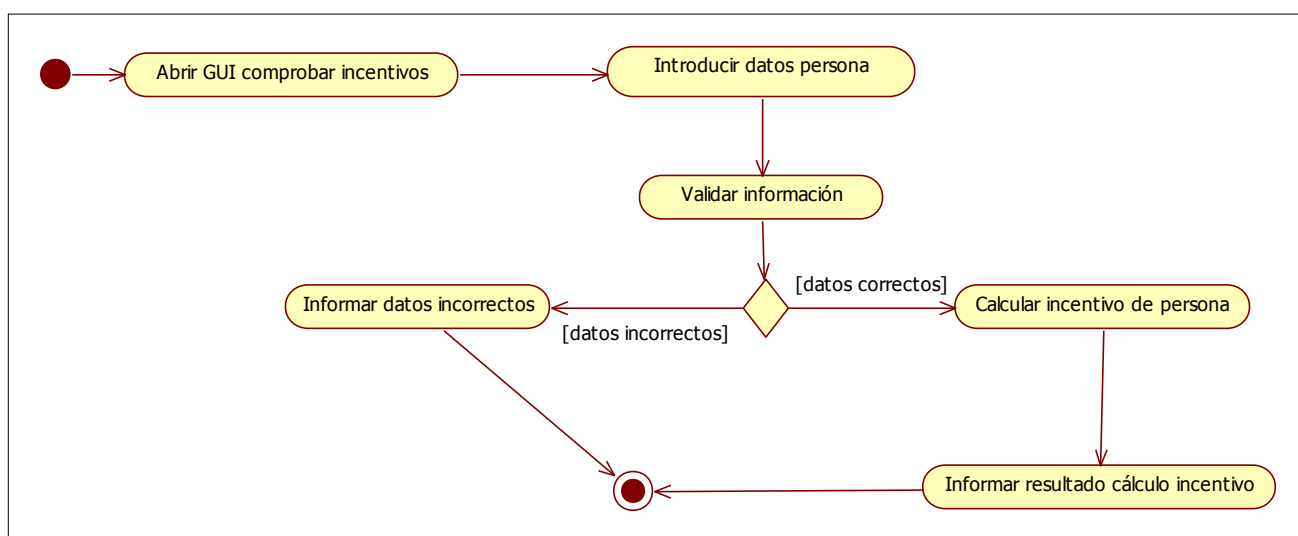 Abrir GUI comprobar incentivos
Introducir datos persona
Validar información
[datos correctos]
Informar datos incorrectos
Calcular incentivo de persona
[datos incorrectos]
Informar resultado cálculo incentivo